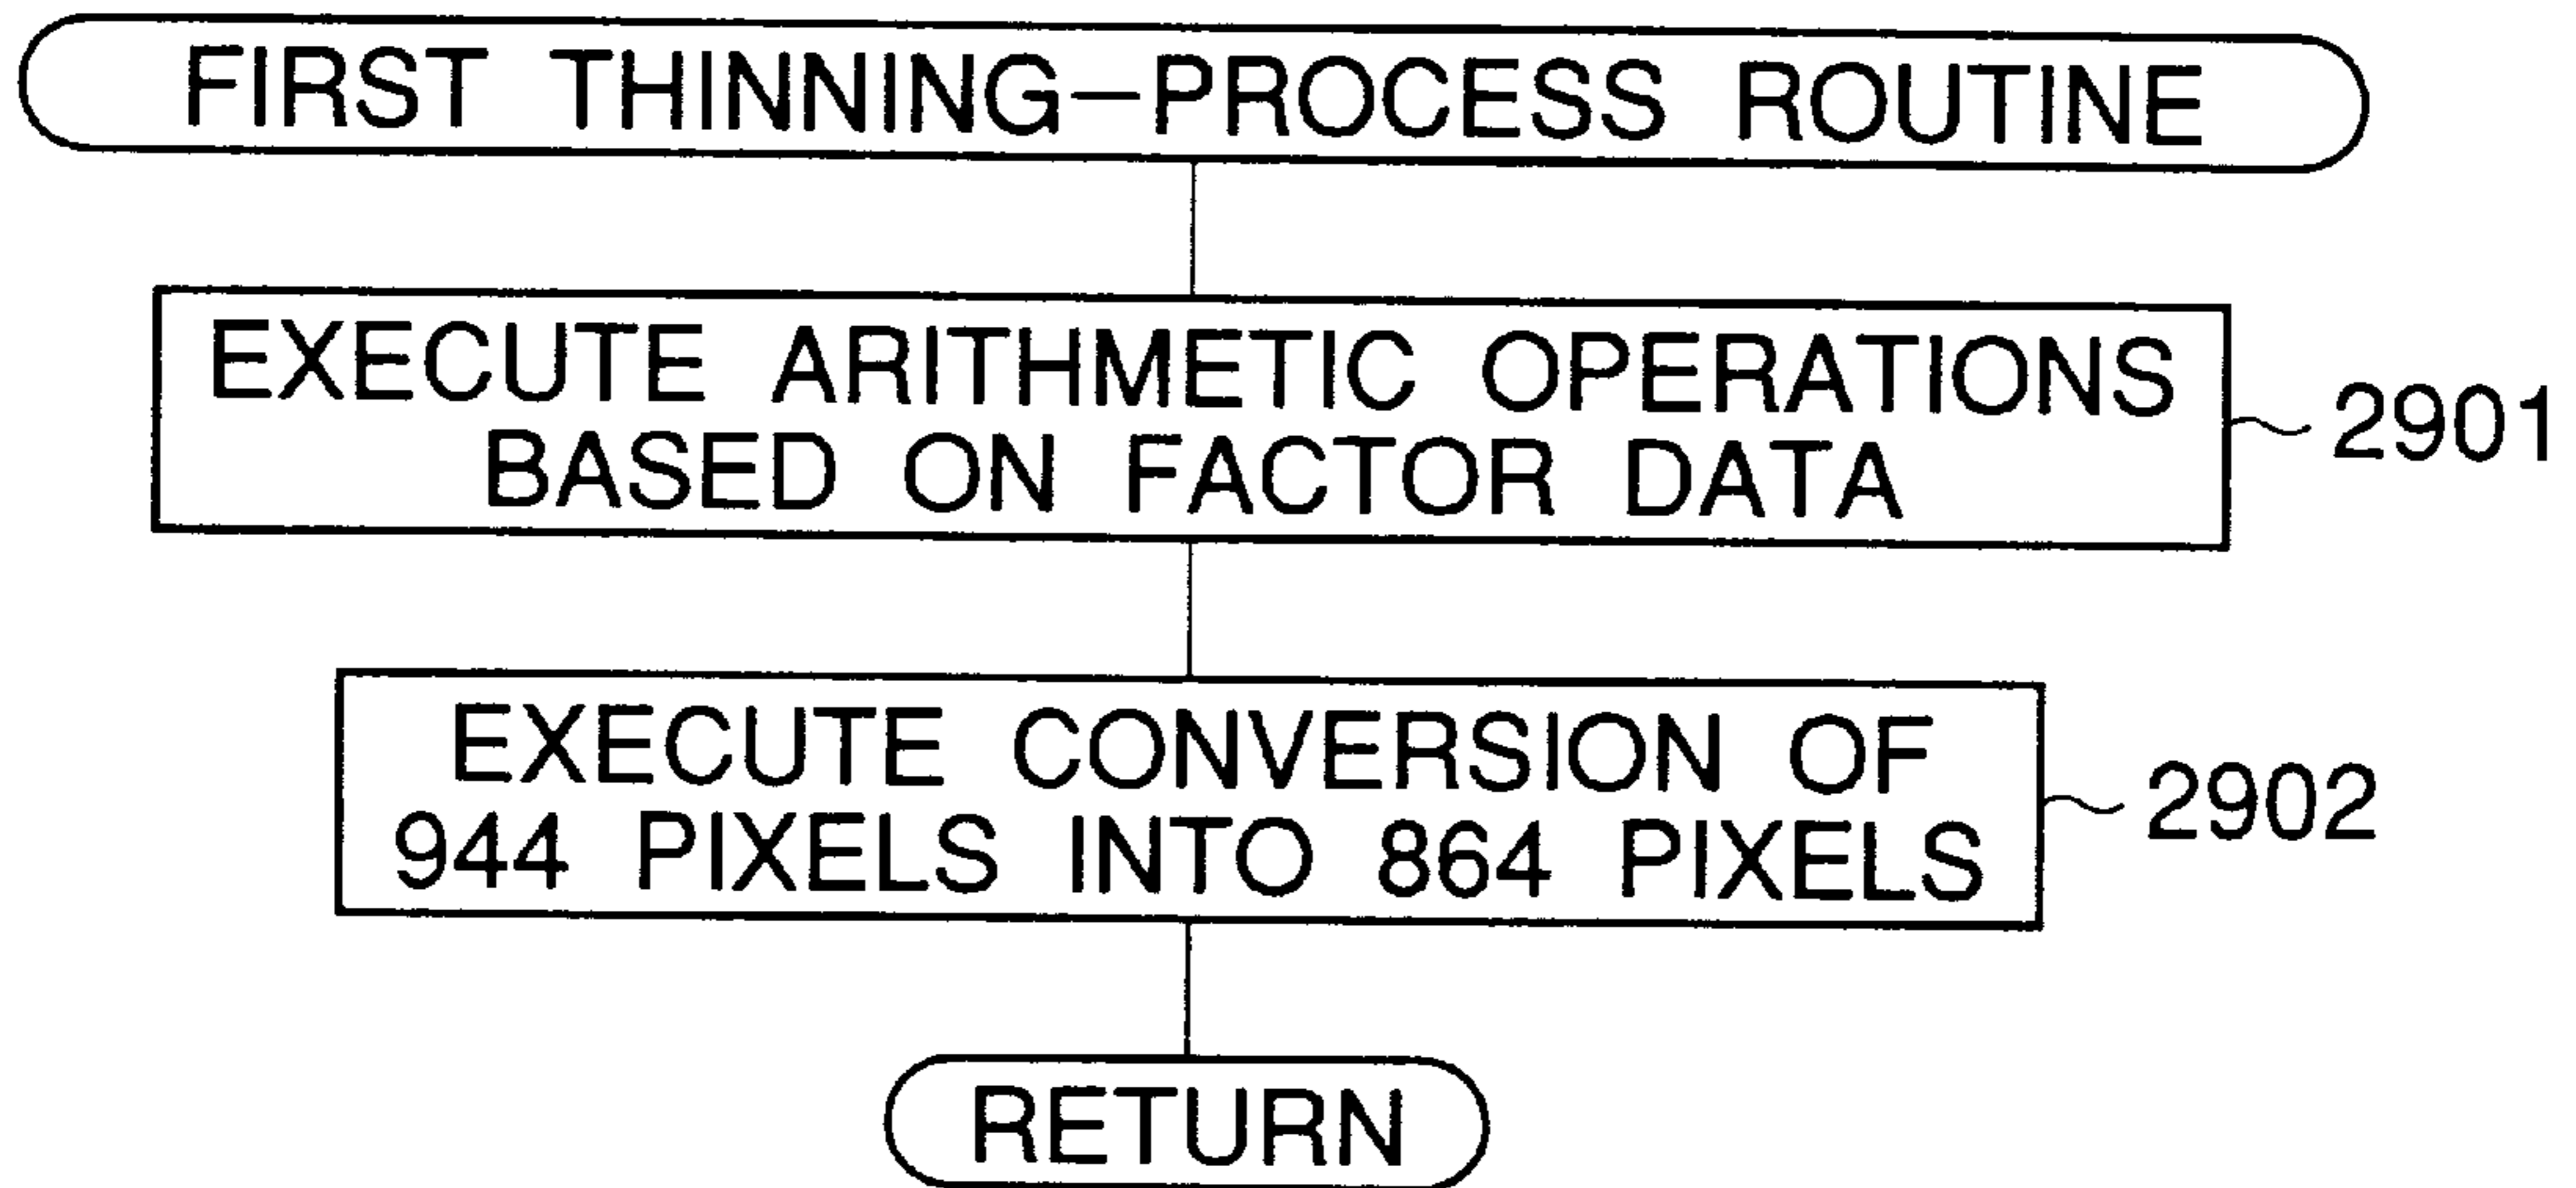 FIRST THINNING-PROCESS ROUTINE
EXECUTE ARITHMETIC OPERATIONS
BASED ON FACTOR DATA
2901
EXECUTE CONVERSION OF
944 PIXELS INTO 864 PIXELS
2902
RETURN